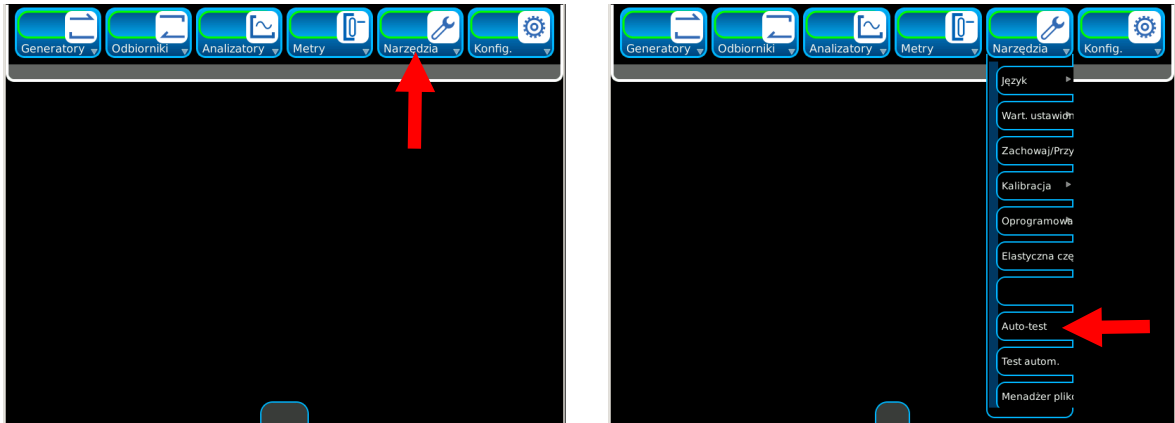 Generatory Odbiorniki Analizatory Metry Narzędzia Konfig.
Generatory Odbiorniki Analizatory Metry Narzędzia Konfig.
Język
Wart. ustawion
Zachowaj/Przy
Kalibracja
Oprogramowa
Elastyczna czę
Auto-test
Test autom.
Menadżer pliko